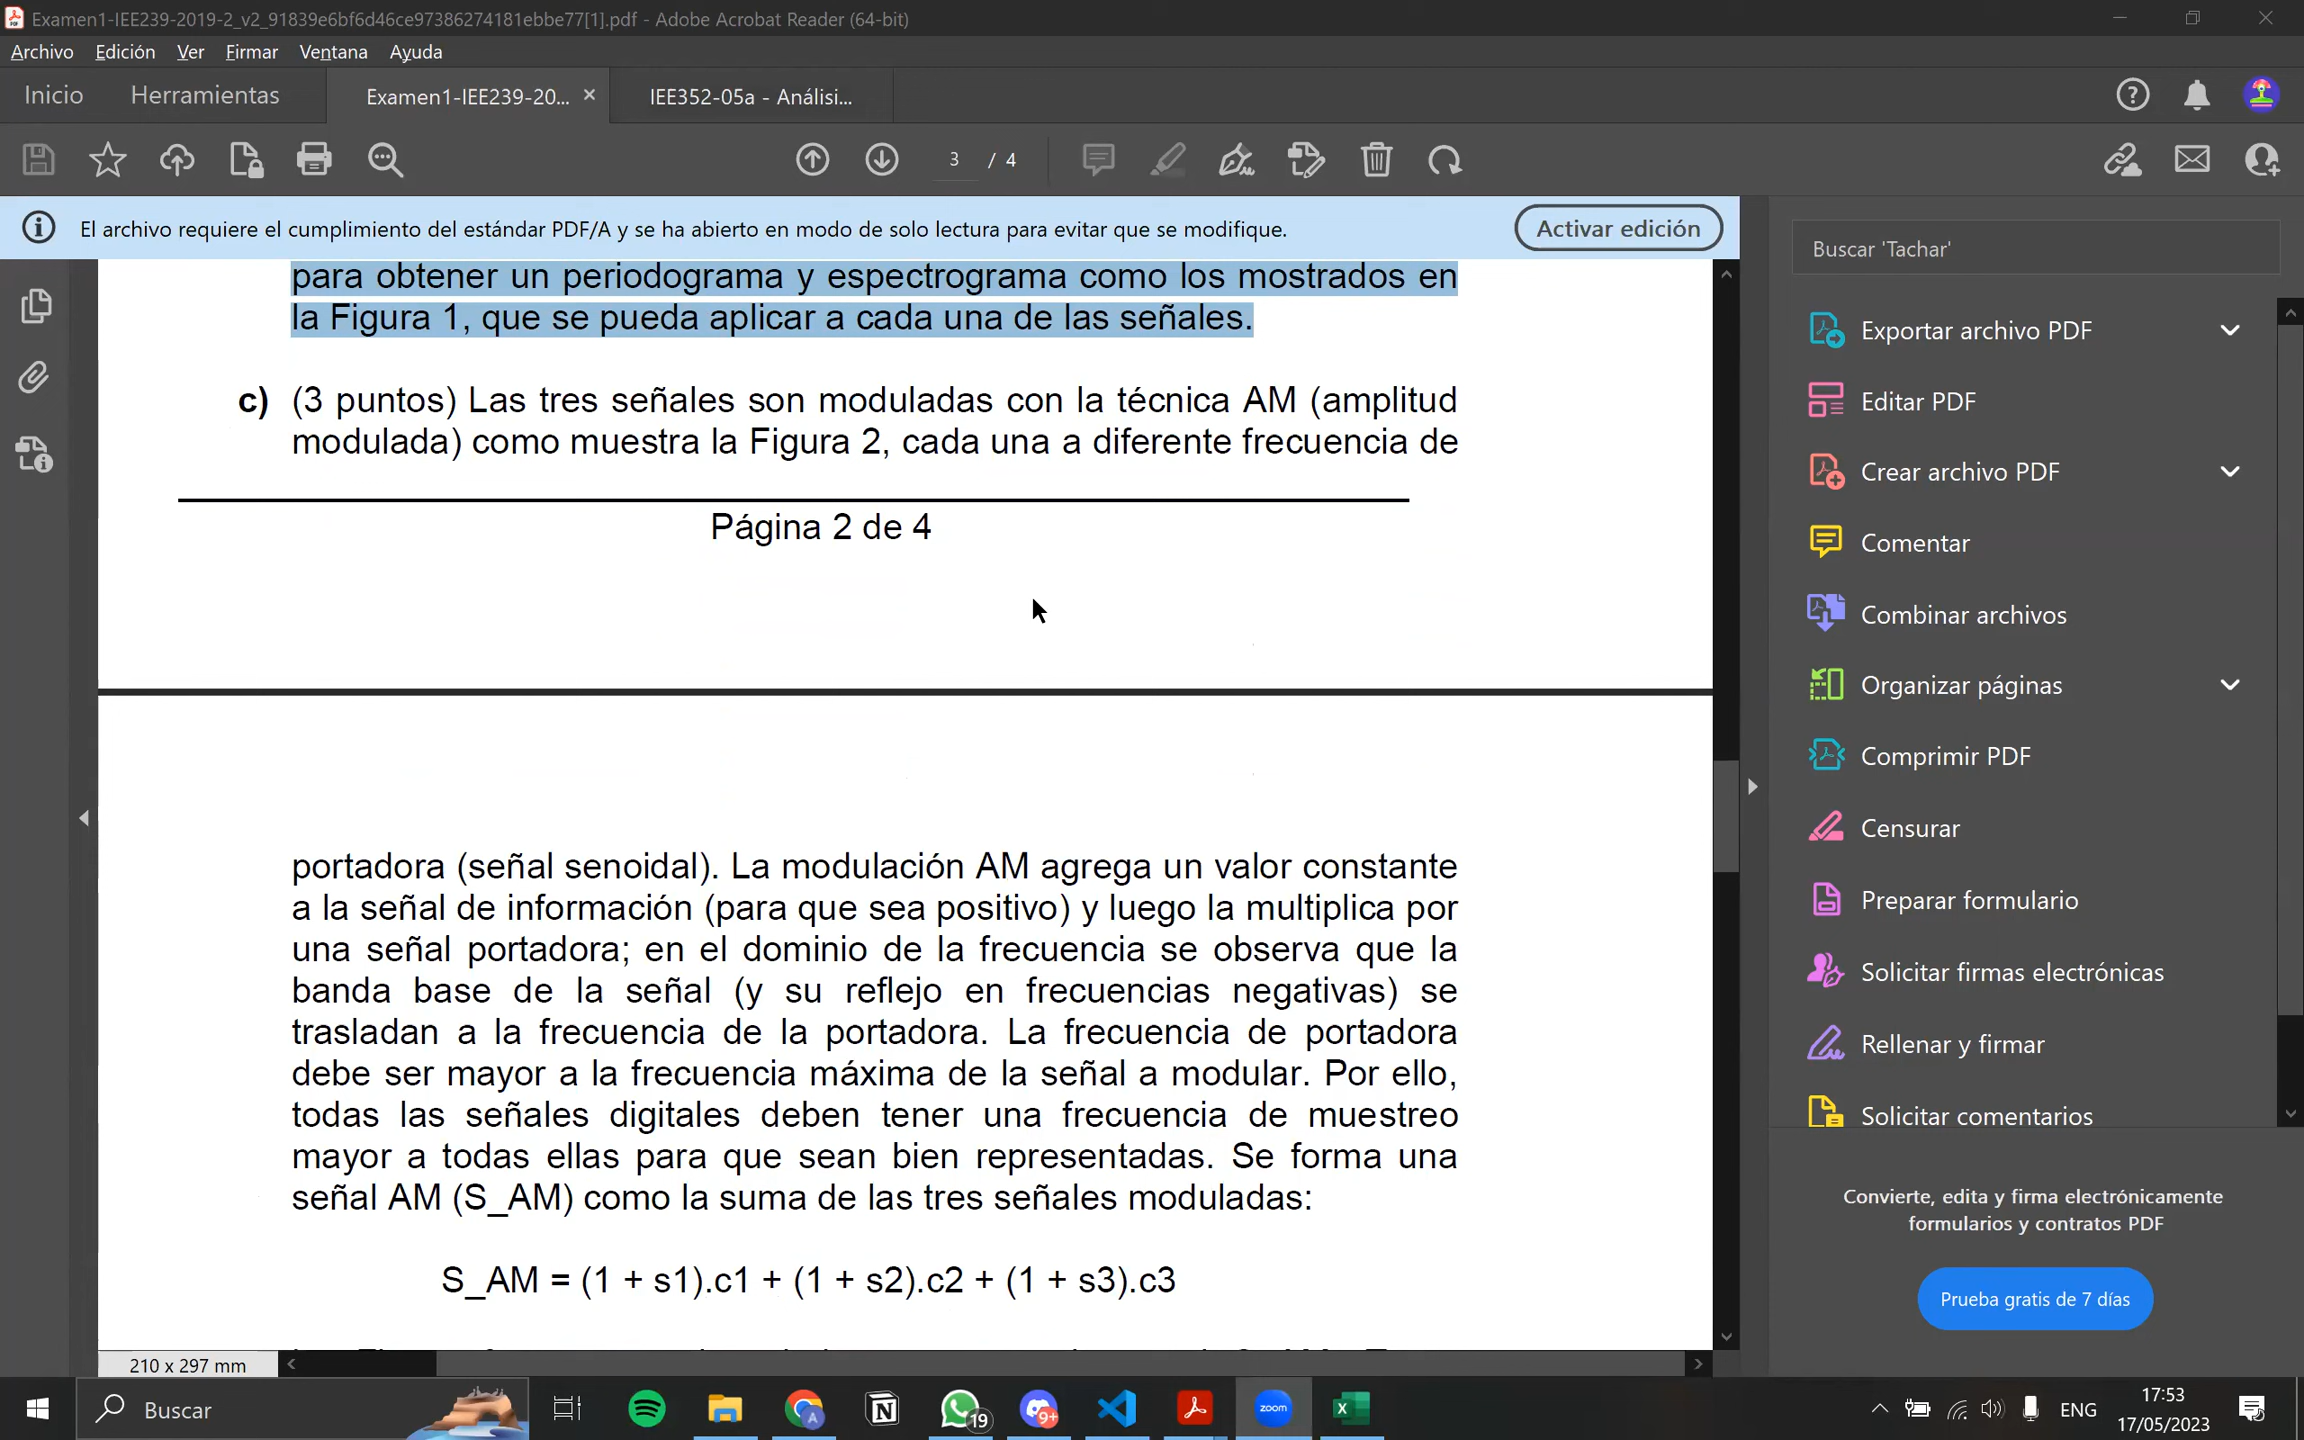 Examen1-IEE239-2019-2_v2_91839e6bf6d46ce97386274181ebbe77[1].pdf - Adobe Acrobat Reader (64-bit)
Archivo Edición Ver Firmar Ventana Ayuda
Inicio Herramientas Examen1-IEE239-20... × IEE352-05a - Análisi...
3 / 4
El archivo requiere el cumplimiento del estándar PDF/A y se ha abierto en modo de solo lectura para evitar que se modifique. Activar edición
para obtener un periodograma y espectrograma como los mostrados en
la Figura 1, que se pueda aplicar a cada una de las señales.
c) (3 puntos) Las tres señales son moduladas con la técnica AM (amplitud
modulada) como muestra la Figura 2, cada una a diferente frecuencia de
Página 2 de 4
portadora (señal senoidal). La modulación AM agrega un valor constante
a la señal de información (para que sea positivo) y luego la multiplica por
una señal portadora; en el dominio de la frecuencia se observa que la
banda base de la señal (y su reflejo en frecuencias negativas) se
trasladan a la frecuencia de la portadora. La frecuencia de portadora
debe ser mayor a la frecuencia máxima de la señal a modular. Por ello,
todas las señales digitales deben tener una frecuencia de muestreo
mayor a todas ellas para que sean bien representadas. Se forma una
señal AM (S_AM) como la suma de las tres señales moduladas:
S_AM = (1 + s1).c1 + (1 + s2).c2 + (1 + s3).c3
210 x 297 mm
Buscar 'Tachar'
Exportar archivo PDF
Editar PDF
Crear archivo PDF
Comentar
Combinar archivos
Organizar páginas
Comprimir PDF
Censurar
Preparar formulario
Solicitar firmas electrónicas
Rellenar y firmar
Solicitar comentarios
Convierte, edita y firma electrónicamente
formularios y contratos PDF
Prueba gratis de 7 días
Buscar
19
9+
zoom
ENG
17:53
17/05/2023